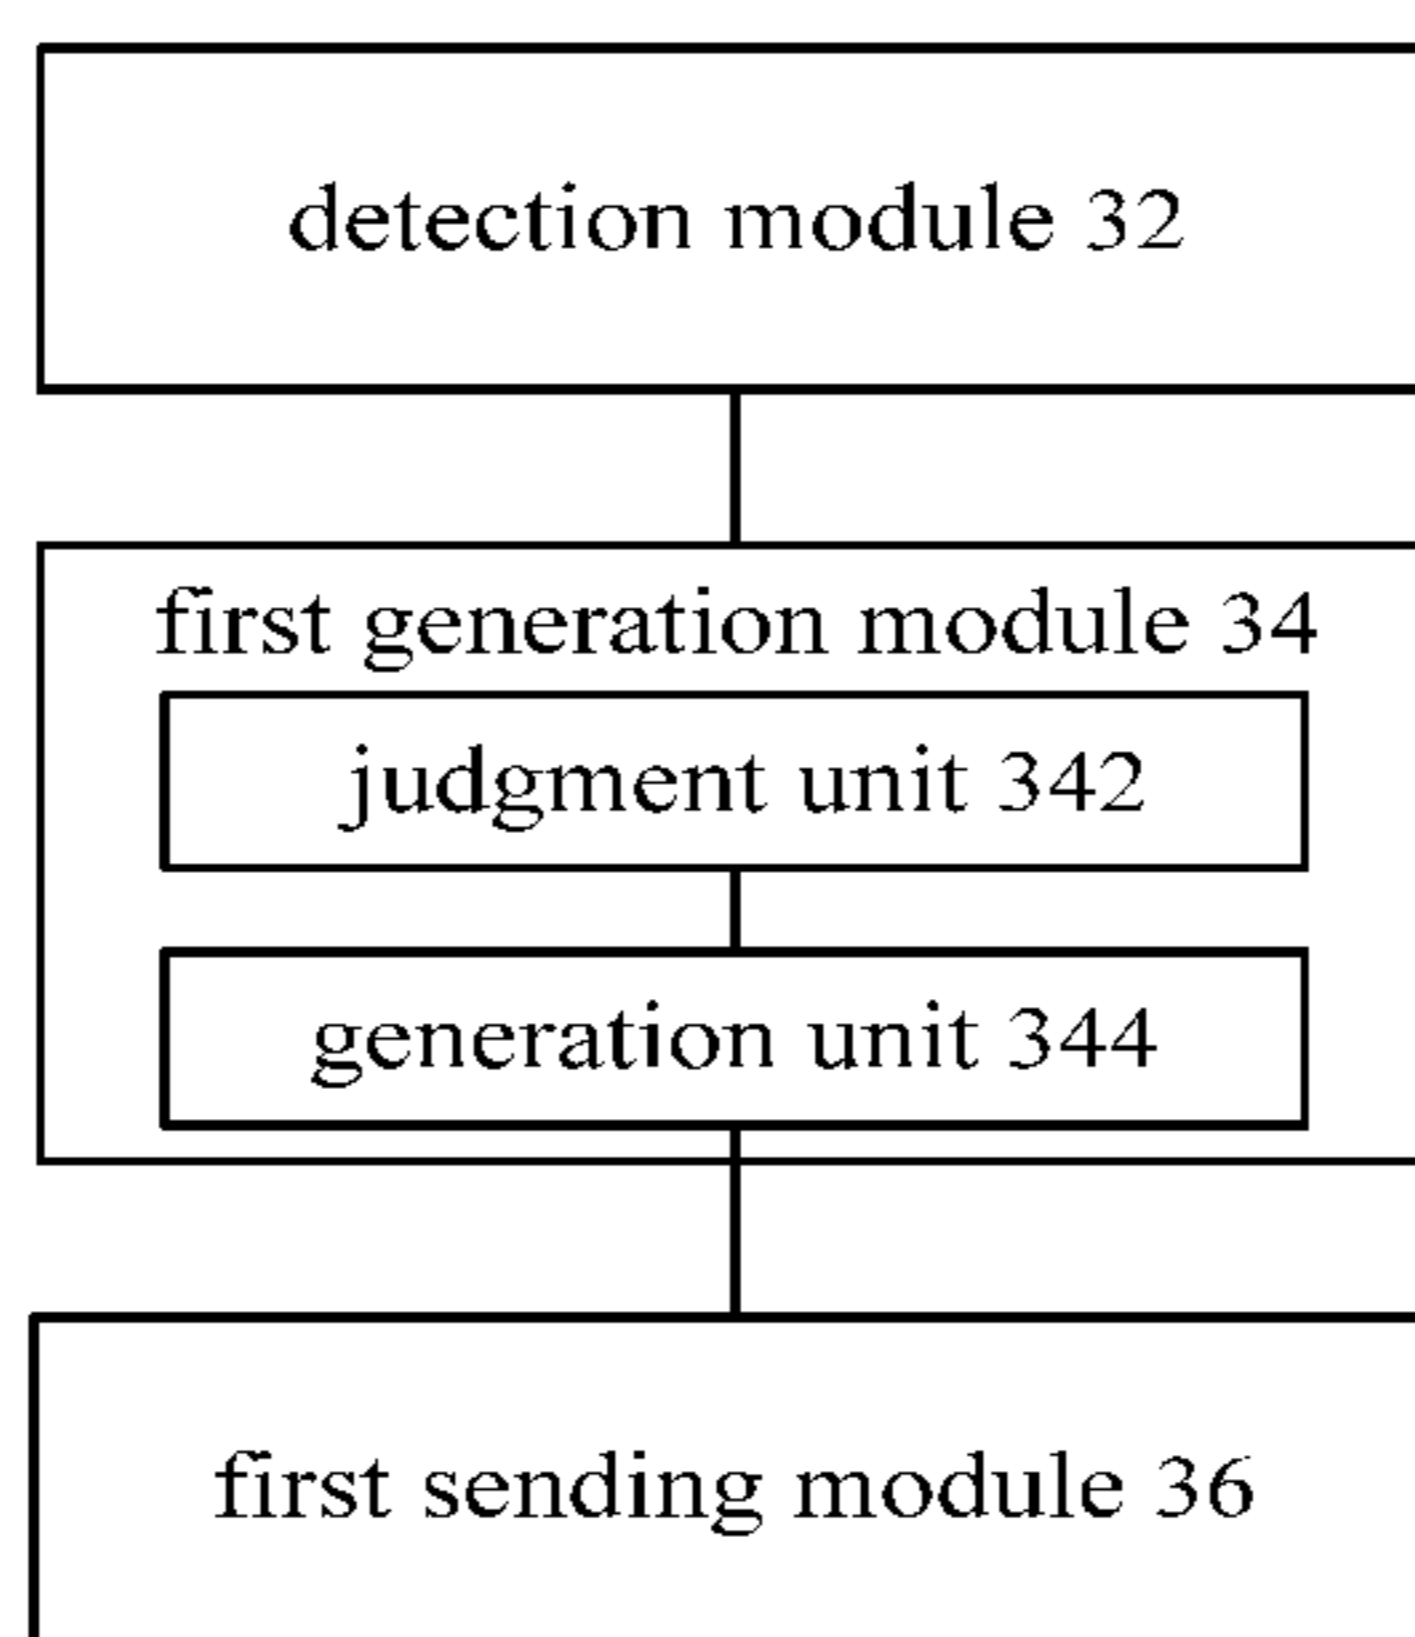 detection module 32
first generation module 34
judgment unit 342
generation unit 344
first sending module 36